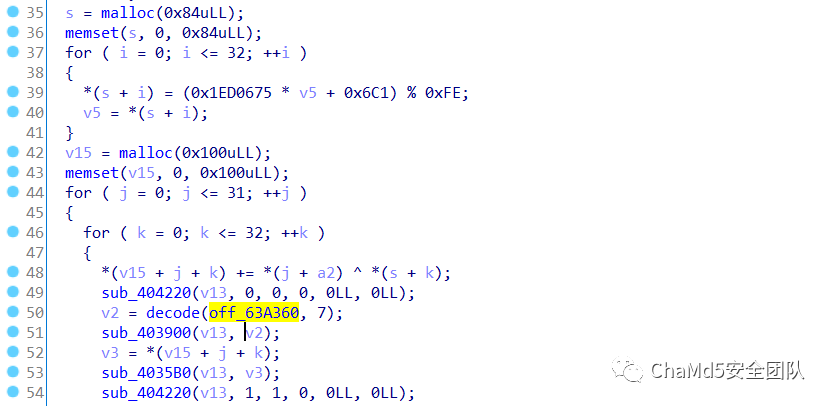 35 s = malloc(0x84uLL);
36 memset(s, 0, 0x84uLL);
37 for ( i = 0; i <= 32; ++i )
38 {
39 *(s + i) = (0x1ED0675 * v5 + 0x6C1) % 0xFE;
40 v5 = *(s + i);
41 }
42 v15 = malloc(0x100uLL);
43 memset(v15, 0, 0x100uLL);
44 for ( j = 0; j <= 31; ++j )
45 {
46 for ( k = 0; k <= 32; ++k )
47 {
48 *(v15 + j + k) += *(j + a2) ^ *(s + k);
49 sub_404220(v13, 0, 0, 0, 0LL, 0LL);
50 v2 = decode(off_63A360, 7);
51 sub_403900(v13, v2);
52 v3 = *(v15 + j + k);
53 sub_4035B0(v13, v3);
54 sub_404220(v13, 1, 1, 0, 0LL, 0LL);
ChaMd5安全团队